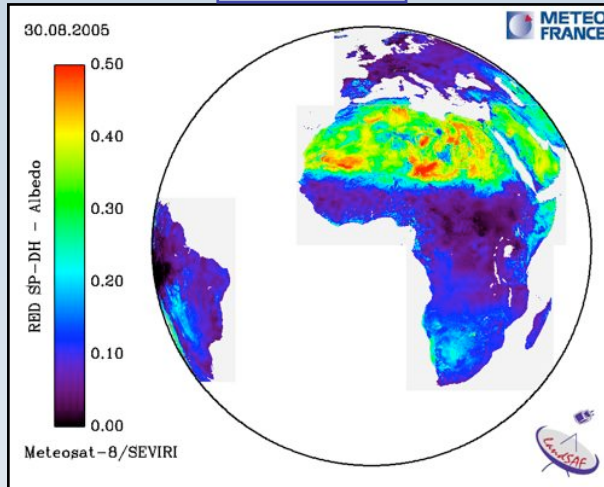 30.08.2005
METEO
FRANCE
0.50
0.40
0.30
0.20
0.10
0.00
RED SP-DH - Albedo
Meteosat-8/SEVIRI
LandSAF